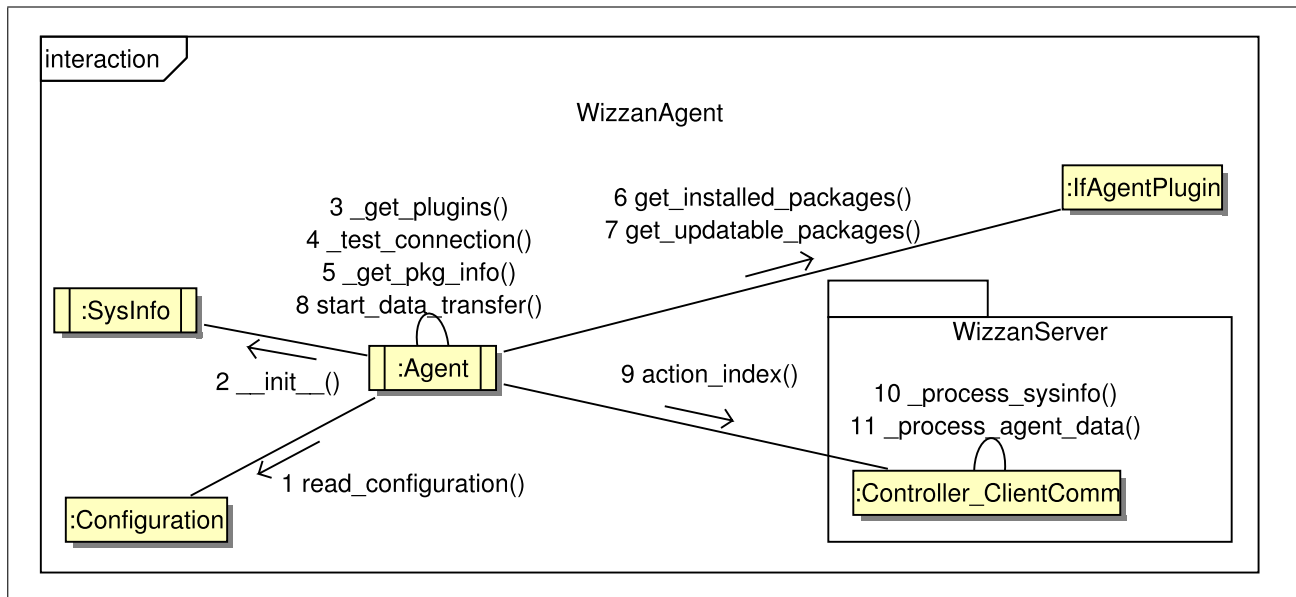 interaction
WizzanAgent
:IfAgentPlugin
6 get_installed_packages()
7 get_updatable_packages()
3 _get_plugins()
4 _test_connection()
5 _get_pkg_info()
8 start_data_transfer()
:SysInfo
:Agent
2 __init__()
WizzanServer
9 action_index()
10 _process_sysinfo()
11 _process_agent_data()
:Controller_ClientComm
1 read_configuration()
:Configuration